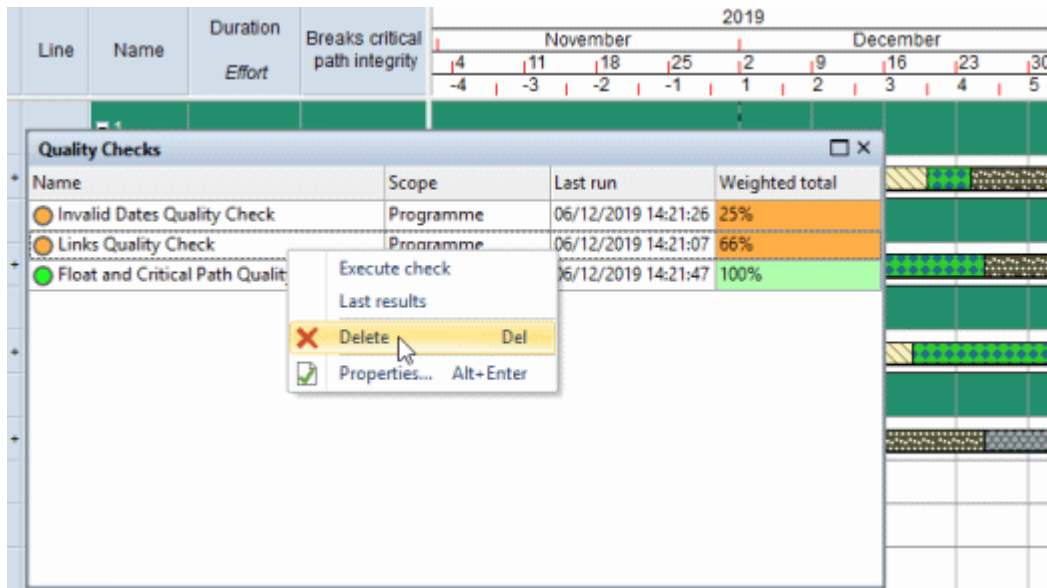 2019
Line Name Duration Effort Breaks critical path integrity
November December
4 11 18 25 2 9 16 23 30
-4 -3 -2 -1 1 2 3 4 5
1
Quality Checks
Name Scope Last run Weighted total
Invalid Dates Quality Check Programme 06/12/2019 14:21:26 25%
Links Quality Check Programme 06/12/2019 14:21:07 66%
Float and Critical Path Qualit 06/12/2019 14:21:47 100%
Execute check
Last results
Delete Del
Properties... Alt+Enter